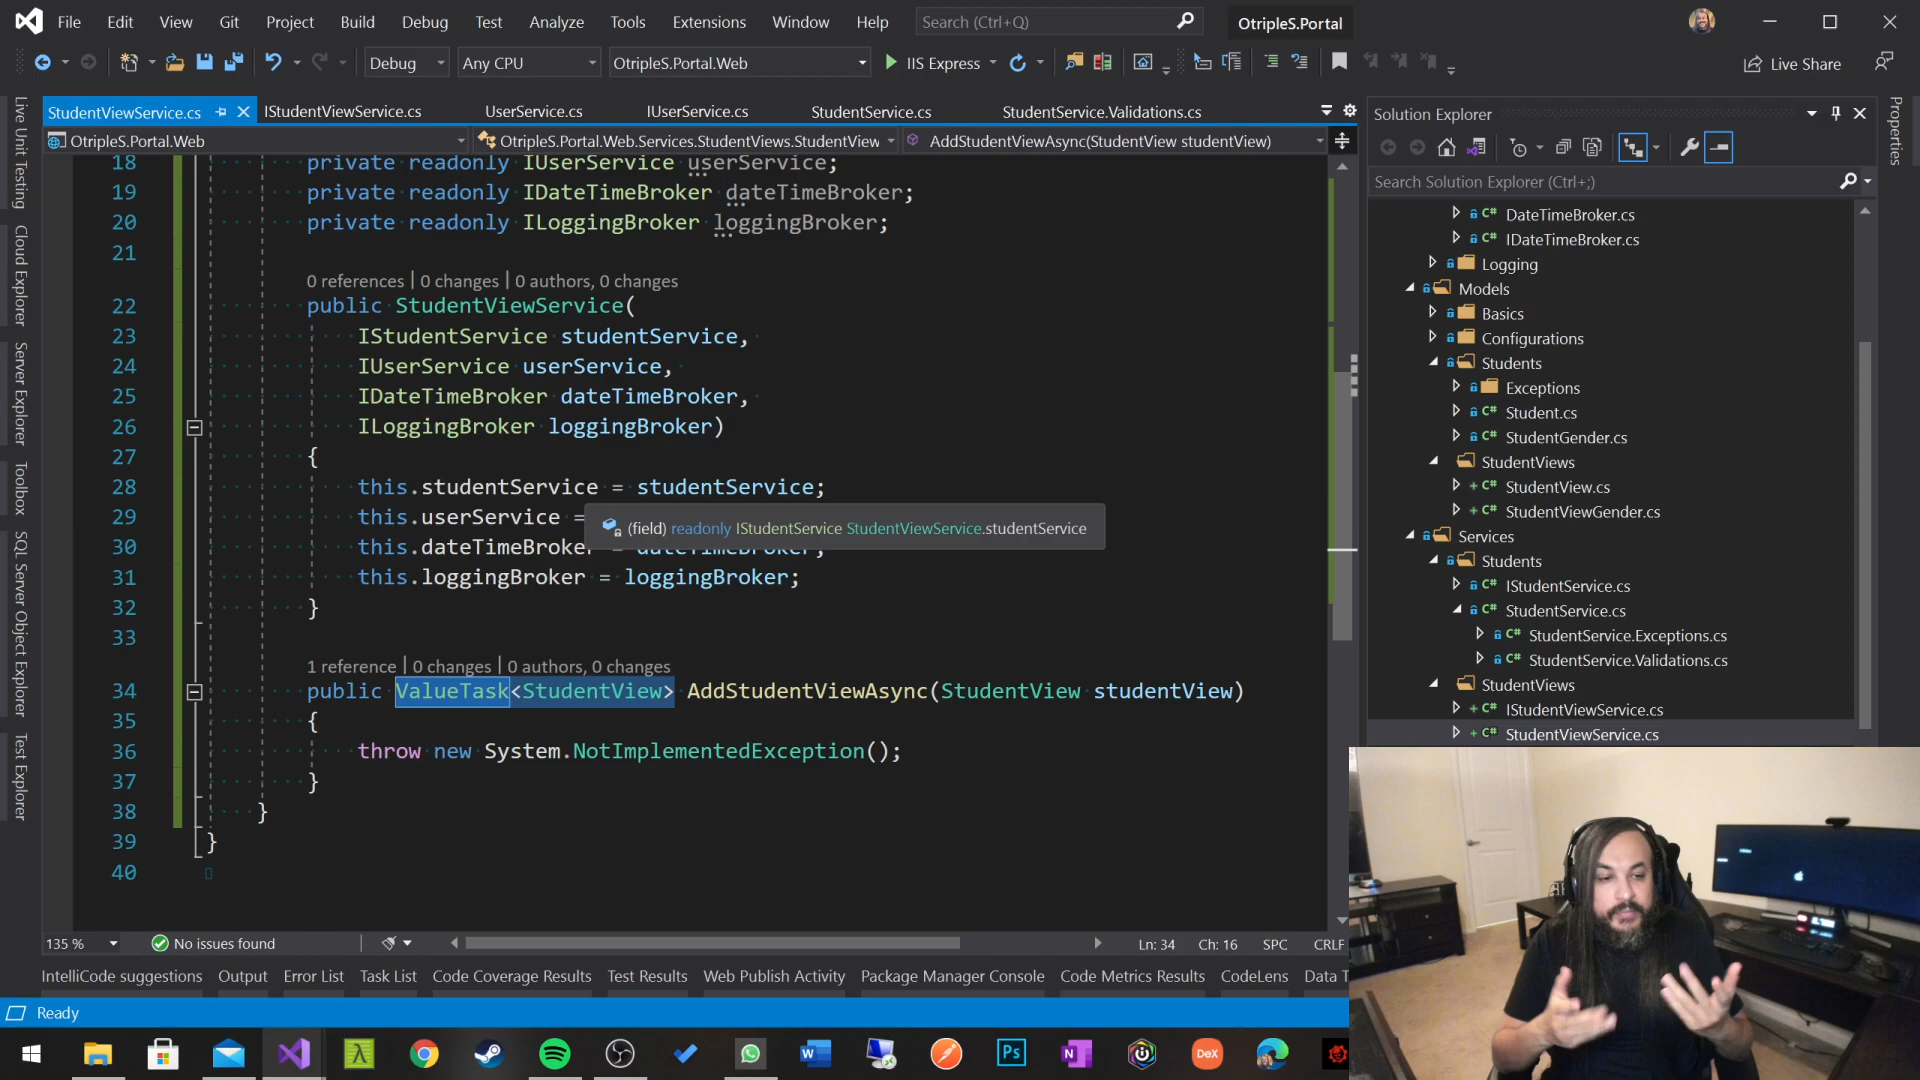 File Edit View Git Project Build Debug Test Analyze Tools Extensions Window Help Search (Ctrl+Q) OtripleS.Portal
Debug Any CPU OtripleS.Portal.Web IIS Express Live Share
StudentViewService.cs IStudentViewService.cs UserService.cs IUserService.cs StudentService.cs StudentService.Validations.cs
OtripleS.Portal.Web OtripleS.Portal.Web.Services.StudentViews.StudentView AddStudentViewAsync(StudentView studentView)
Live Unit Testing
Cloud Explorer
Server Explorer
Toolbox
SQL Server Object Explorer
Test Explorer
18 private readonly IUserService userService;
19 private readonly IDateTimeBroker dateTimeBroker;
20 private readonly ILoggingBroker loggingBroker;
21
0 references | 0 changes | 0 authors, 0 changes
22 public StudentViewService(
23 IStudentService studentService,
24 IUserService userService,
25 IDateTimeBroker dateTimeBroker,
26 ILoggingBroker loggingBroker)
27 {
28 this.studentService = studentService;
29 this.userService =
(field) readonly IStudentService StudentViewService.studentService
30 this.dateTimeBroker = dateTimeBroker;
31 this.loggingBroker = loggingBroker;
32 }
33
1 reference | 0 changes | 0 authors, 0 changes
34 public ValueTask<StudentView> AddStudentViewAsync(StudentView studentView)
35 {
36 throw new System.NotImplementedException();
37 }
38 }
39 }
40
135 % No issues found Ln: 34 Ch: 16 SPC CRLF
IntelliCode suggestions Output Error List Task List Code Coverage Results Test Results Web Publish Activity Package Manager Console Code Metrics Results CodeLens Data T
Ready
Solution Explorer
Search Solution Explorer (Ctrl+;)
C# DateTimeBroker.cs
C# IDateTimeBroker.cs
Logging
Models
Basics
Configurations
Students
Exceptions
C# Student.cs
C# StudentGender.cs
StudentViews
+ C# StudentView.cs
+ C# StudentViewGender.cs
Services
Students
C# IStudentService.cs
C# StudentService.cs
C# StudentService.Exceptions.cs
C# StudentService.Validations.cs
StudentViews
+ C# IStudentViewService.cs
+ C# StudentViewService.cs
Properties
λ W Ps N DeX